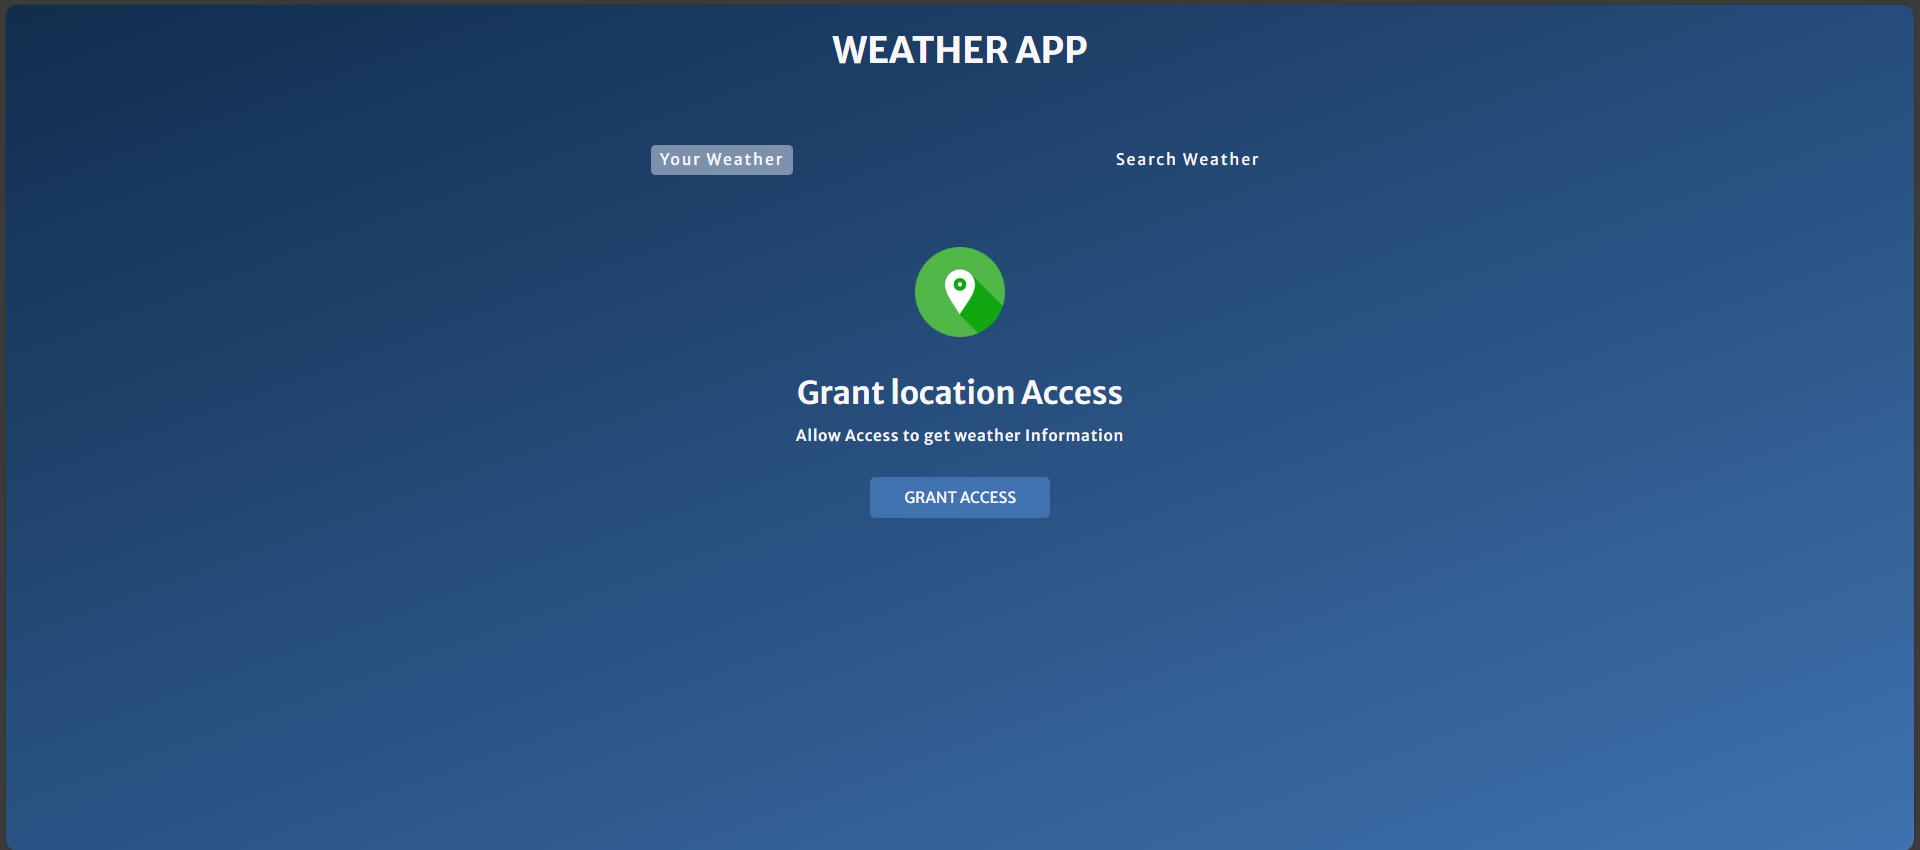 WEATHER APP
Your Weather
Search Weather
Grant location Access
Allow Access to get weather Information
GRANT ACCESS